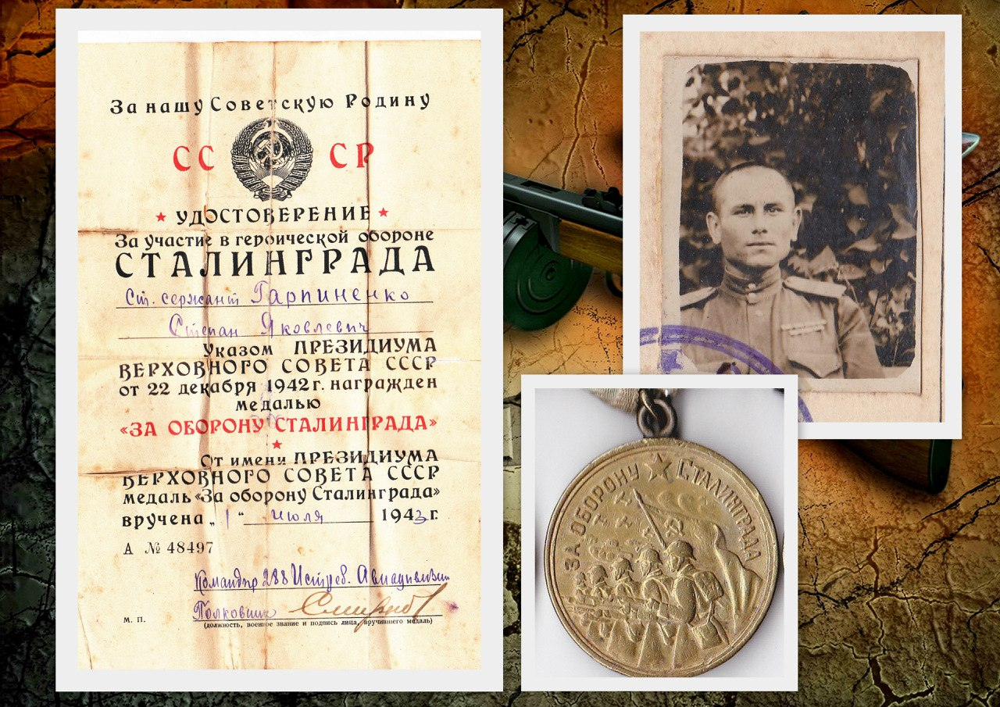 За нашу Советскую Родину
СС СР
УДОСТОВЕРЕНИЕ
За участие в героической обороне
СТАЛИНГРАДА
Ст. сержант Гарпиненко
Степан Яковлевич
Указом ПРЕЗИДИУМА
ВЕРХОВНОГО СОВЕТА СССР
от 22 декабря 1942 г. награжден
медалью
«ЗА ОБОРОНУ СТАЛИНГРАДА»
От имени ПРЕЗИДИУМА
ВЕРХОВНОГО СОВЕТА СССР
медаль «За оборону Сталинграда»
вручена „1" июля 1943 г.
А № 48497
Командир 288 Истреб. Авиадивизии
Полковник Смирнов
м. п.
(должность, военное звание и подпись лица, вручившего медаль)
ЗА ОБОРОНУ СТАЛИНГРАДА